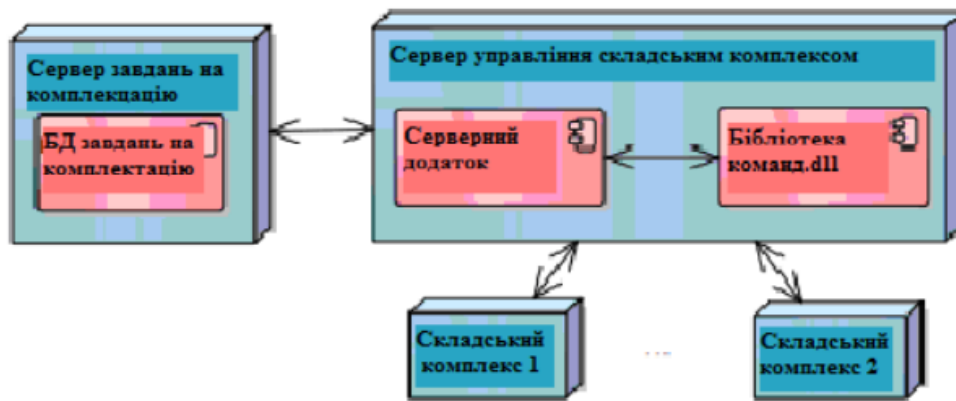 Сервер завдань на
комплекцацію
БД завдань на
комплектацію
Сервер управління складським комплексом
Серверний
додаток
Бібліотека
команд.dll
Складський
комплекс 1
Складський
комплекс 2